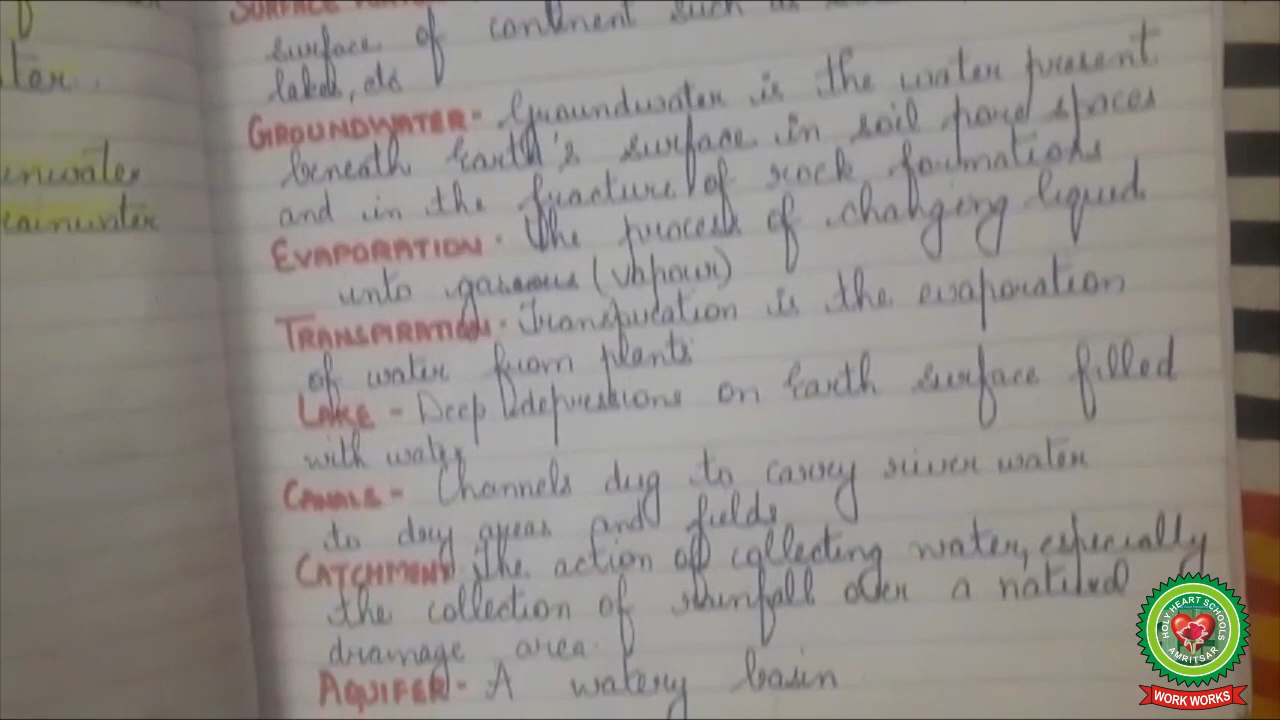 ter.
inwater
rainwater
SURFACE
surface of continent such as
lakes, etc
GROUNDWATER - Groundwater is the water present
beneath Earth's surface in soil pore spaces
and in the fracture of rock formations
EVAPORATION - The process of changing liquid
into gaseous (vapour)
TRANSPIRATION - Transpiration is the evaporation
of water from plants
LAKE - Deep depressions on Earth surface filled
with water
CANALS - Channels dug to carry river water
to dry areas and fields
CATCHMENT, The action of collecting water, especially
the collection of rainfall over a natural
drainage area.
AQUIFER - A watery basin
HOLY HEART SCHOOLS
AMRITSAR
WORK WORKS